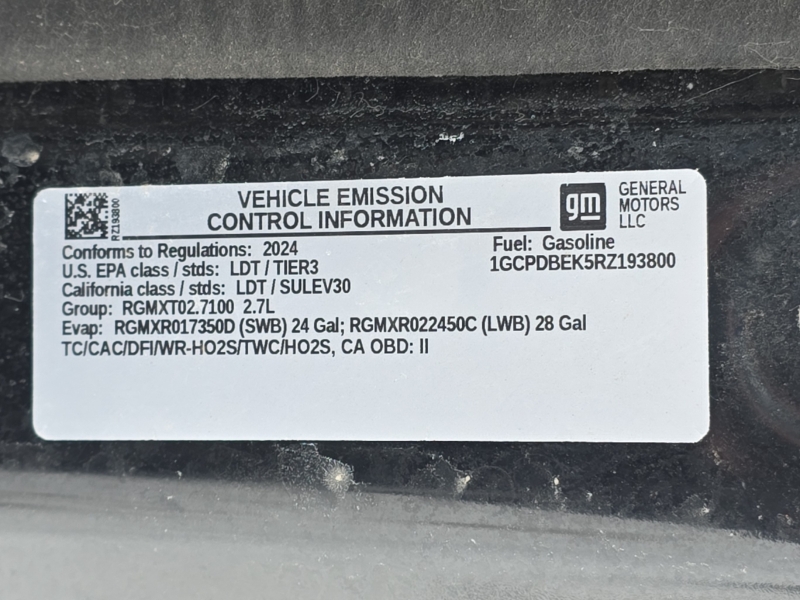 VEHICLE EMISSION
CONTROL INFORMATION
gm
GENERAL
MOTORS
LLC
RZ193800
Conforms to Regulations: 2024
Fuel: Gasoline
U.S. EPA class / stds: LDT / TIER3
1GCPDBEK5RZ193800
California class / stds: LDT / SULEV30
Group: RGMXT02.7100 2.7L
Evap: RGMXR017350D (SWB) 24 Gal; RGMXR022450C (LWB) 28 Gal
TC/CAC/DFI/WR-HO2S/TWC/HO2S, CA OBD: II